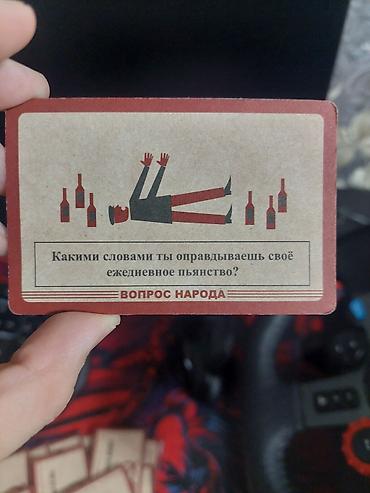 Какими словами ты оправдываешь своё
ежедневное пьянство?
ВОПРОС НАРОДА